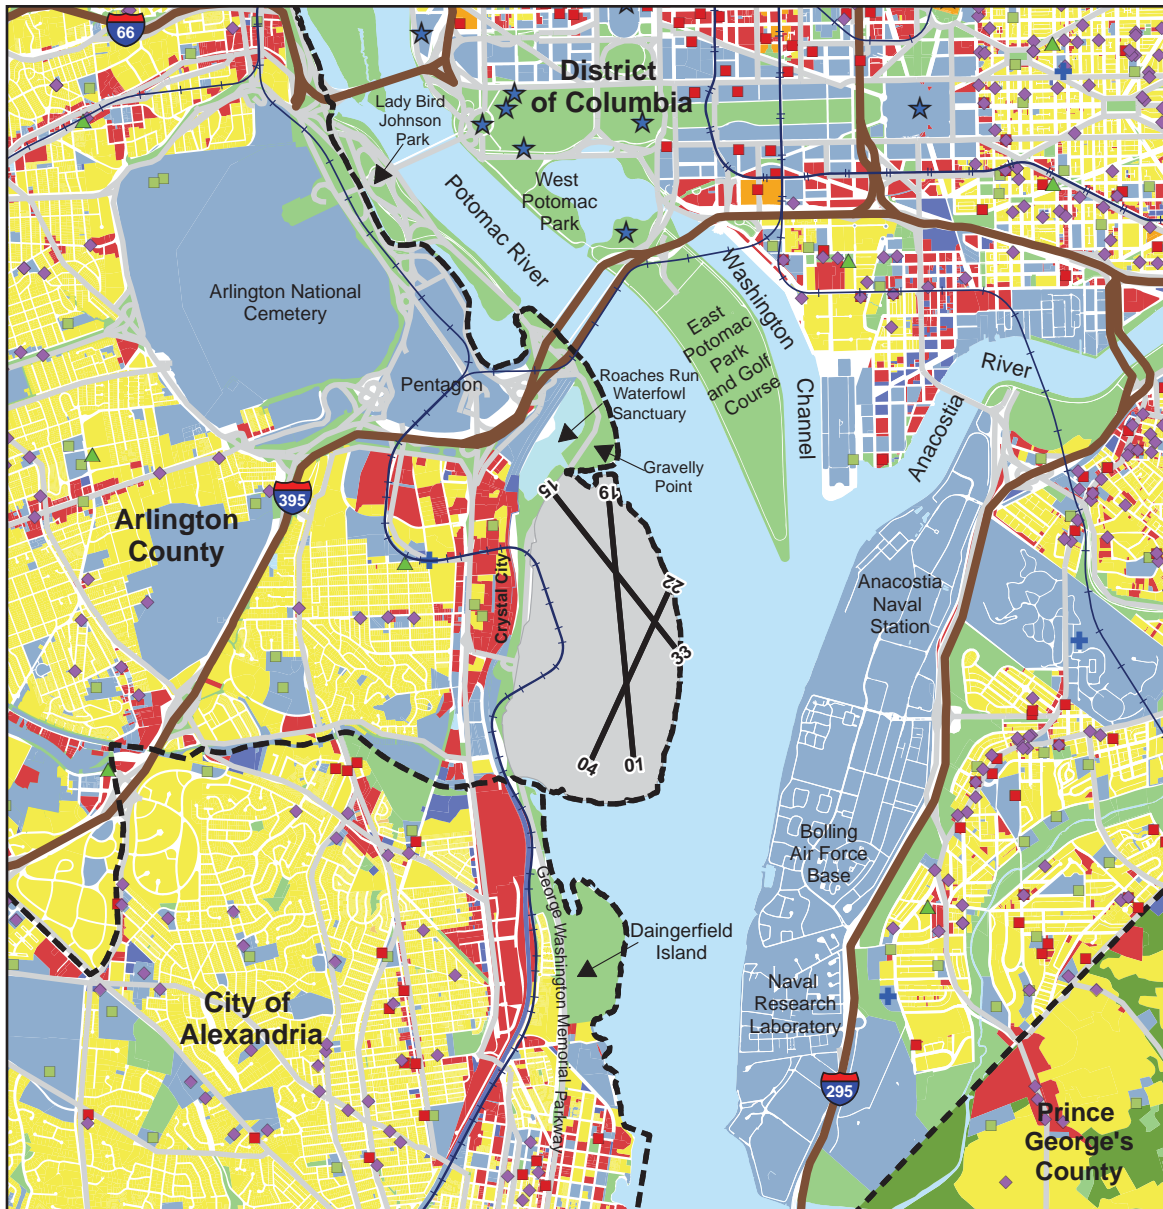 66
District
of Columbia
Lady Bird
Johnson
Park
West
Potomac
Park
Potomac River
Washington
Channel
Arlington National
Cemetery
East
Potomac
Park
and Golf
Course
River
Anacostia
Pentagon
Roaches Run
Waterfowl
Sanctuary
Gravelly
Point
395
Arlington
County
15
19
Crystal City
22
33
04
01
Anacostia
Naval
Station
Bolling
Air Force
Base
George Washington Memorial Parkway
Daingerfield
Island
City of
Alexandria
Naval
Research
Laboratory
295
Prince
George's
County